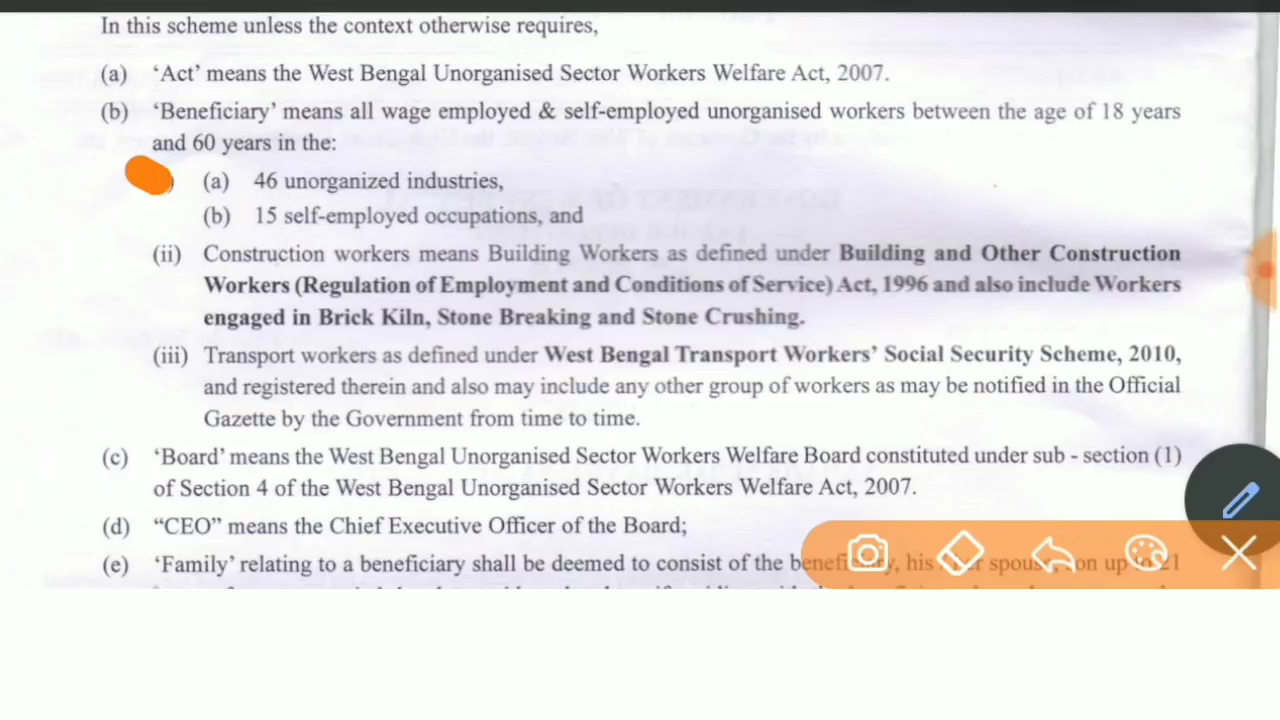 In this scheme unless the context otherwise requires,
(a) ‘Act’ means the West Bengal Unorganised Sector Workers Welfare Act, 2007.
(b) ‘Beneficiary’ means all wage employed & self-employed unorganised workers between the age of 18 years
and 60 years in the:
(a) 46 unorganized industries,
(b) 15 self-employed occupations, and
(ii) Construction workers means Building Workers as defined under Building and Other Construction
Workers (Regulation of Employment and Conditions of Service) Act, 1996 and also include Workers
engaged in Brick Kiln, Stone Breaking and Stone Crushing.
(iii) Transport workers as defined under West Bengal Transport Workers’ Social Security Scheme, 2010,
and registered therein and also may include any other group of workers as may be notified in the Official
Gazette by the Government from time to time.
(c) ‘Board’ means the West Bengal Unorganised Sector Workers Welfare Board constituted under sub - section (1)
of Section 4 of the West Bengal Unorganised Sector Workers Welfare Act, 2007.
(d) “CEO” means the Chief Executive Officer of the Board;
(e) ‘Family’ relating to a beneficiary shall be deemed to consist of the his up 21